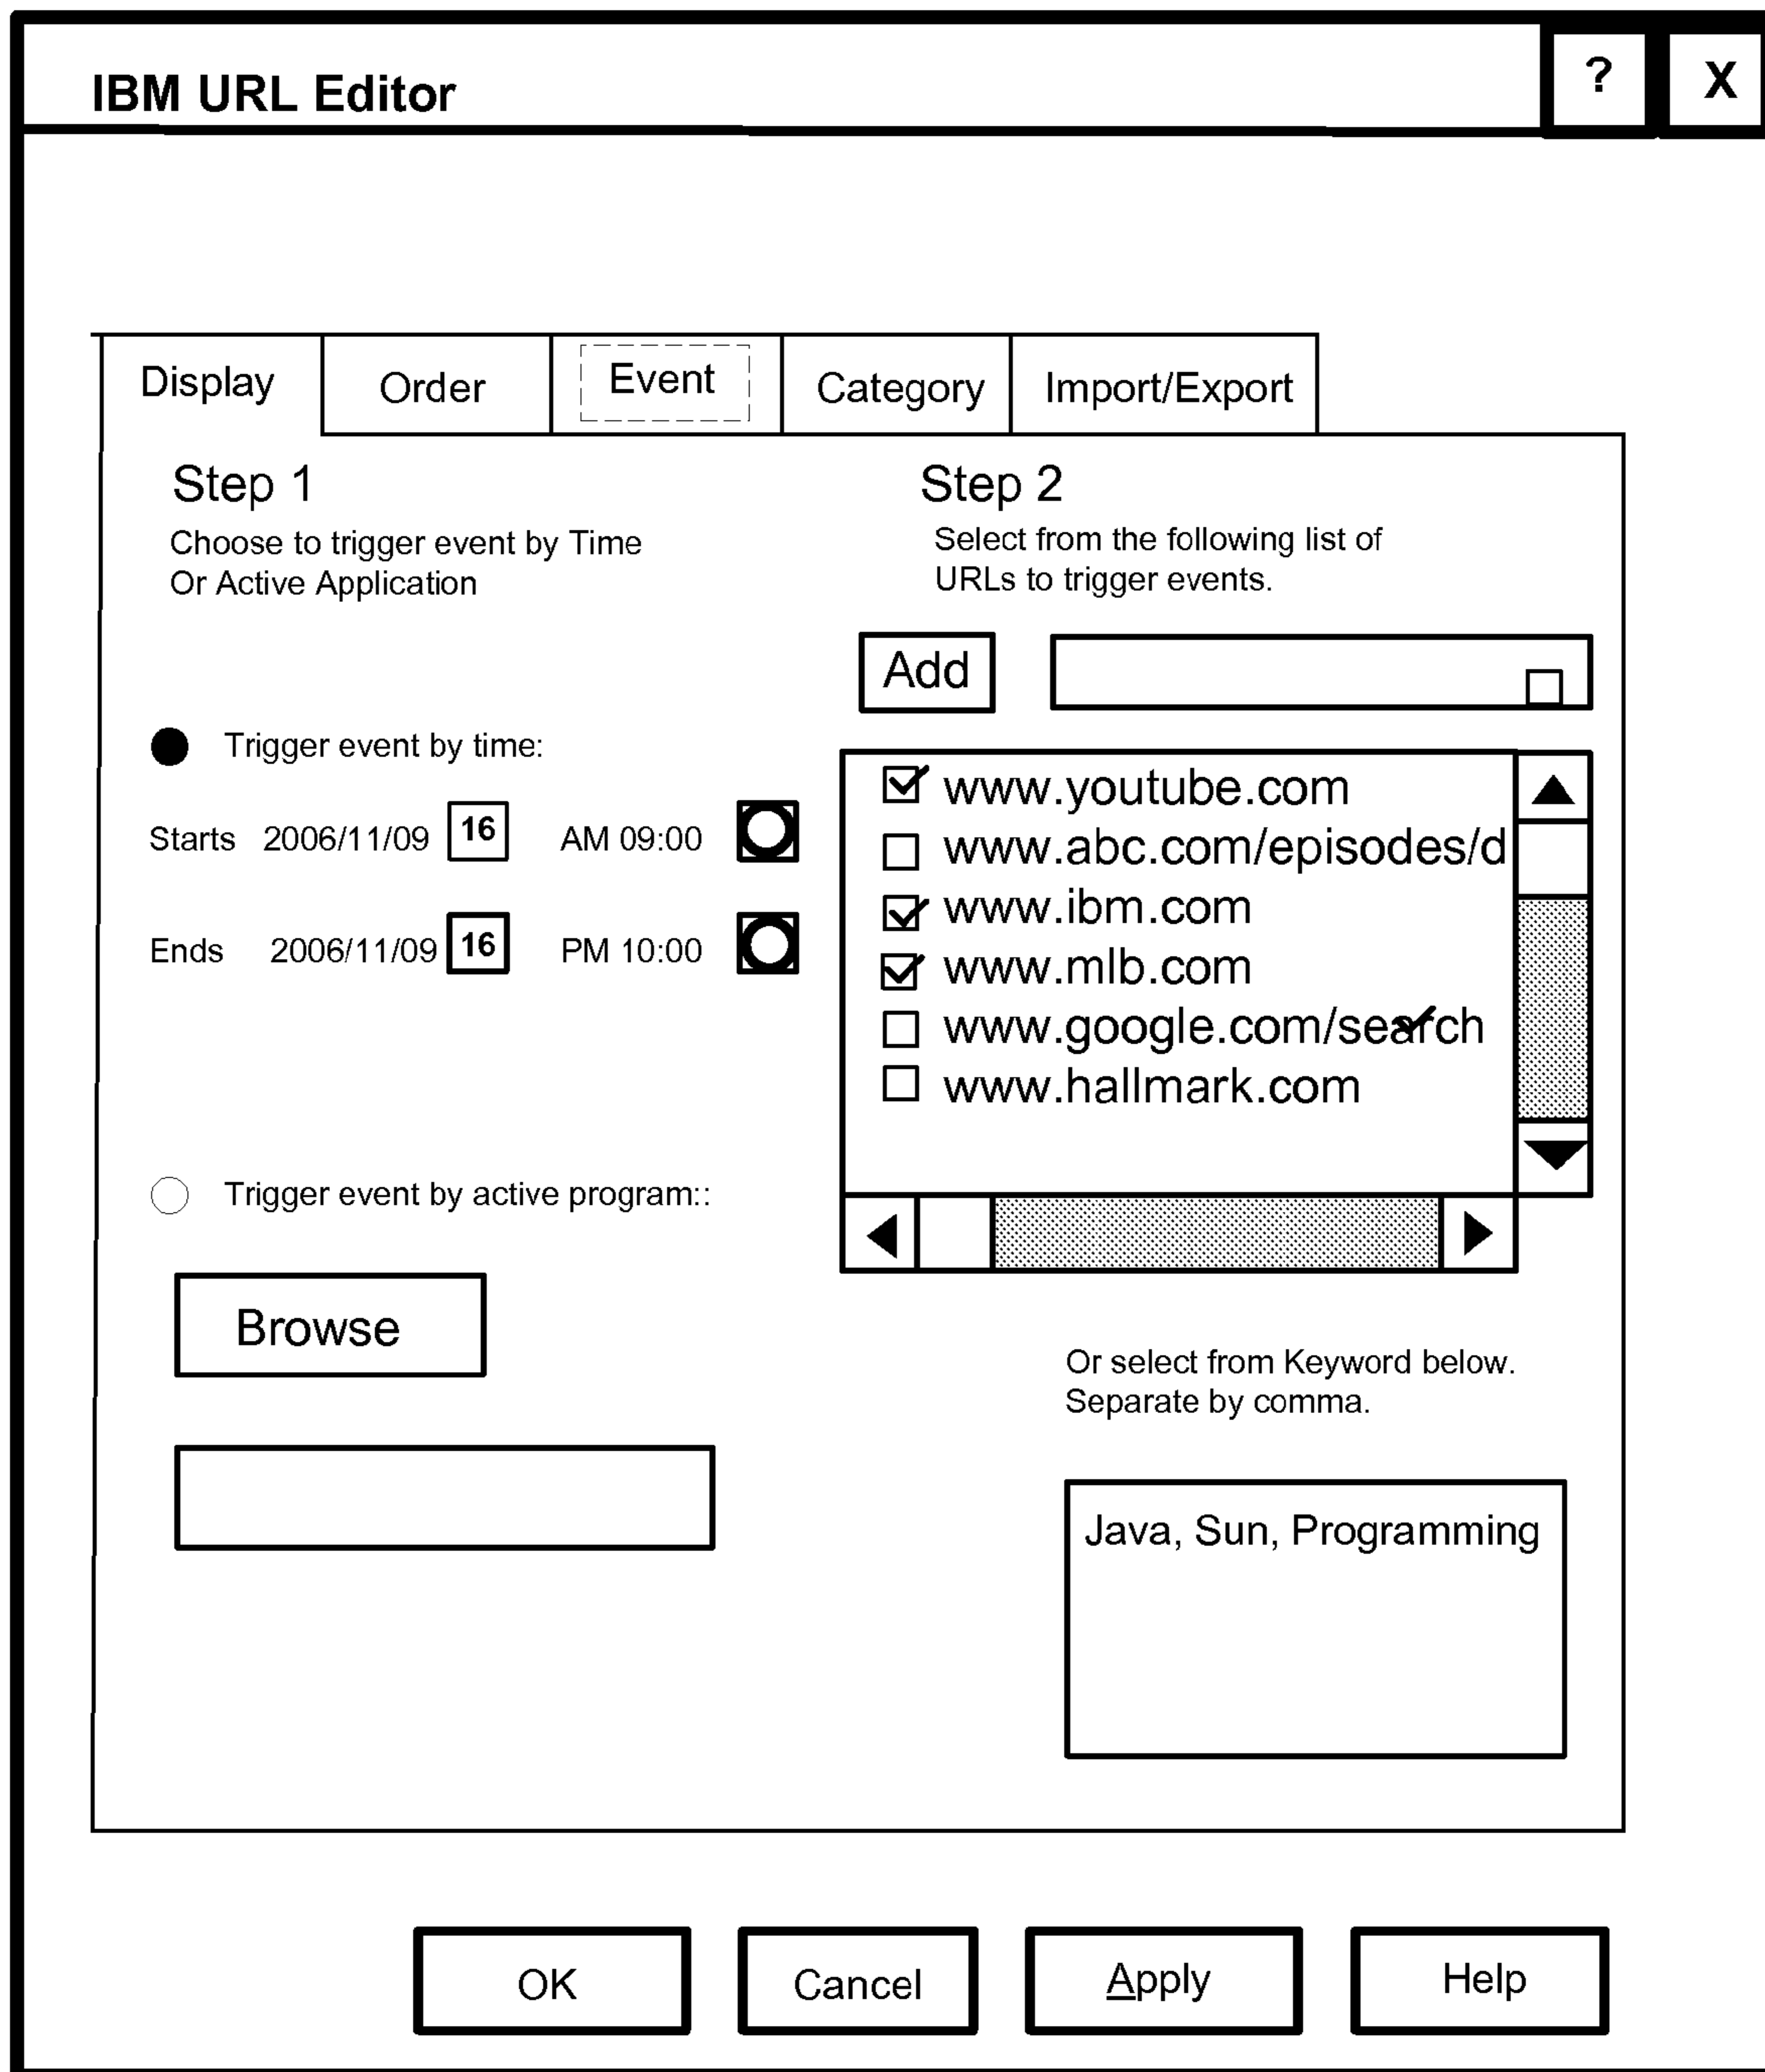 IBM URL Editor
? X
Display Order Event Category Import/Export
Step 1
Choose to trigger event by Time
Or Active Application
Trigger event by time:
Starts 2006/11/09 16 AM 09:00
Ends 2006/11/09 16 PM 10:00
Trigger event by active program::
Browse
Step 2
Select from the following list of
URLs to trigger events.
Add
www.youtube.com
www.abc.com/episodes/d
www.ibm.com
www.mlb.com
www.google.com/search
www.hallmark.com
Or select from Keyword below.
Separate by comma.
Java, Sun, Programming
OK Cancel Apply Help